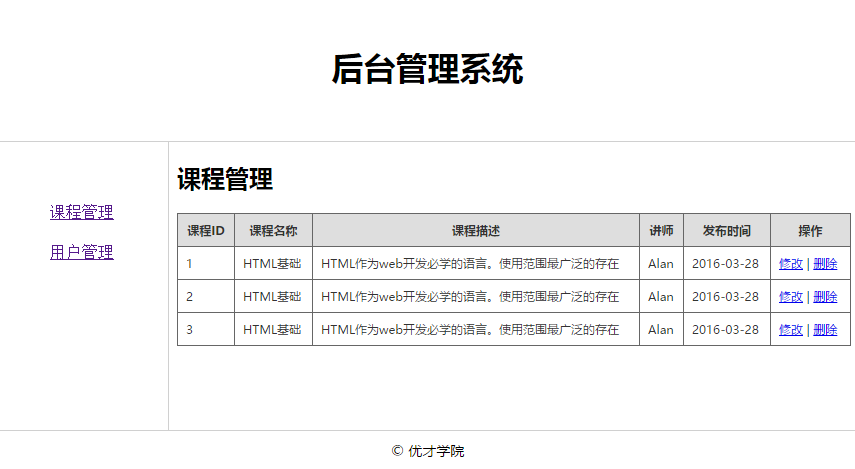 后台管理系统
课程管理
用户管理
课程管理
课程ID 课程名称 课程描述 讲师 发布时间 操作
1 HTML基础 HTML作为web开发必学的语言。使用范围最广泛的存在 Alan 2016-03-28 修改 | 删除
2 HTML基础 HTML作为web开发必学的语言。使用范围最广泛的存在 Alan 2016-03-28 修改 | 删除
3 HTML基础 HTML作为web开发必学的语言。使用范围最广泛的存在 Alan 2016-03-28 修改 | 删除
© 优才学院